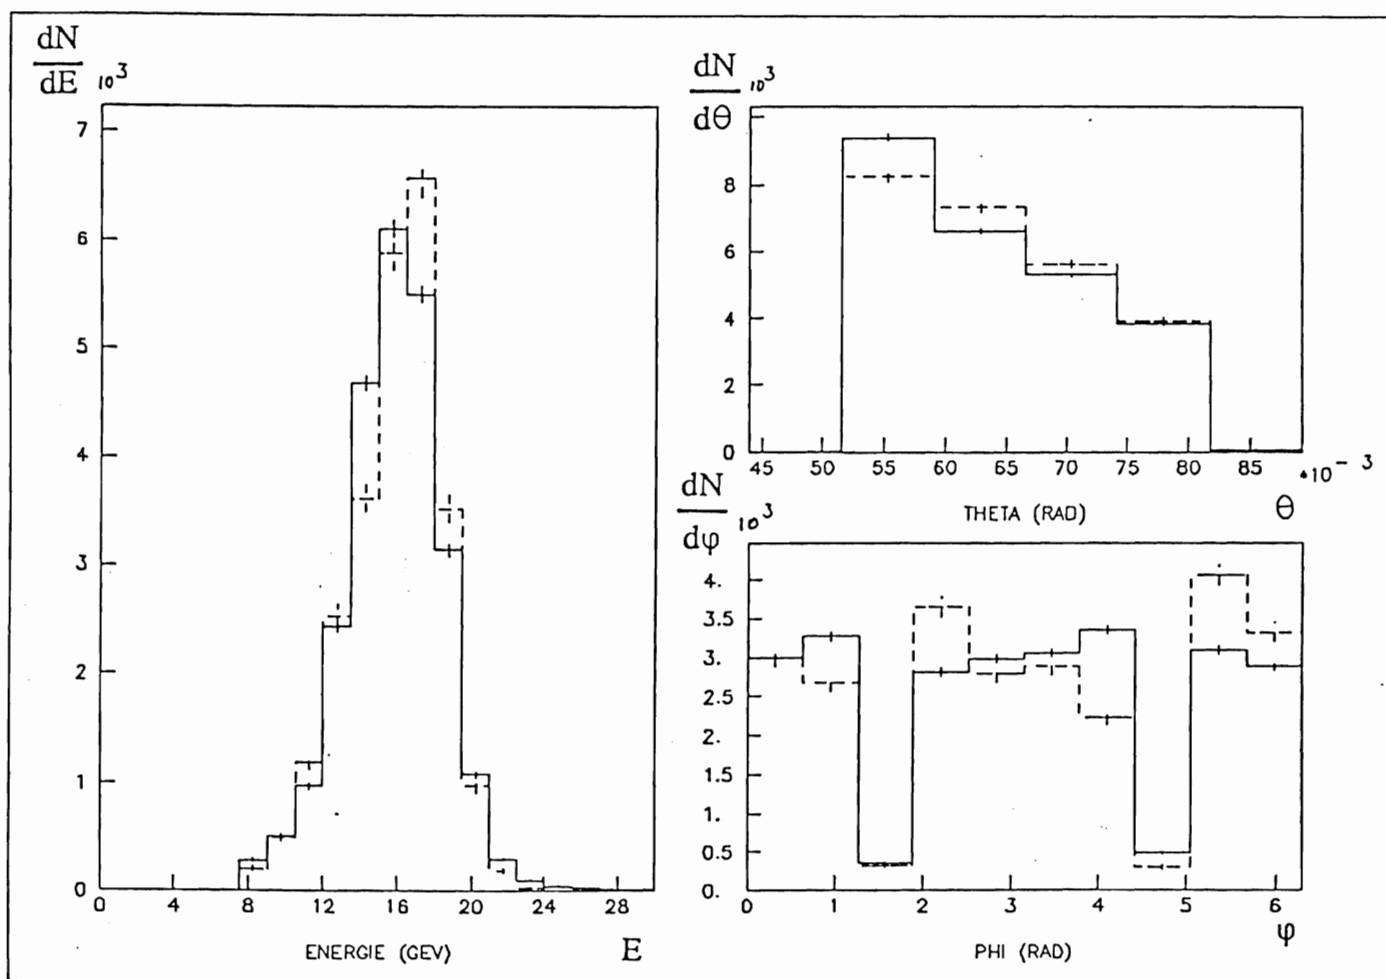 dN
dE 10³
7
6
5
4
3
2
1
0
0 4 8 12 16 20 24 28
ENERGIE (GEV) E
dN
dθ 10³
8
6
4
2
0
45 50 55 60 65 70 75 80 85 ·10⁻³
THETA (RAD) θ
dN
dφ 10³
4.
3.5
3.
2.5
2.
1.5
1.
0.5
0.
0 1 2 3 4 5 6
PHI (RAD) φ